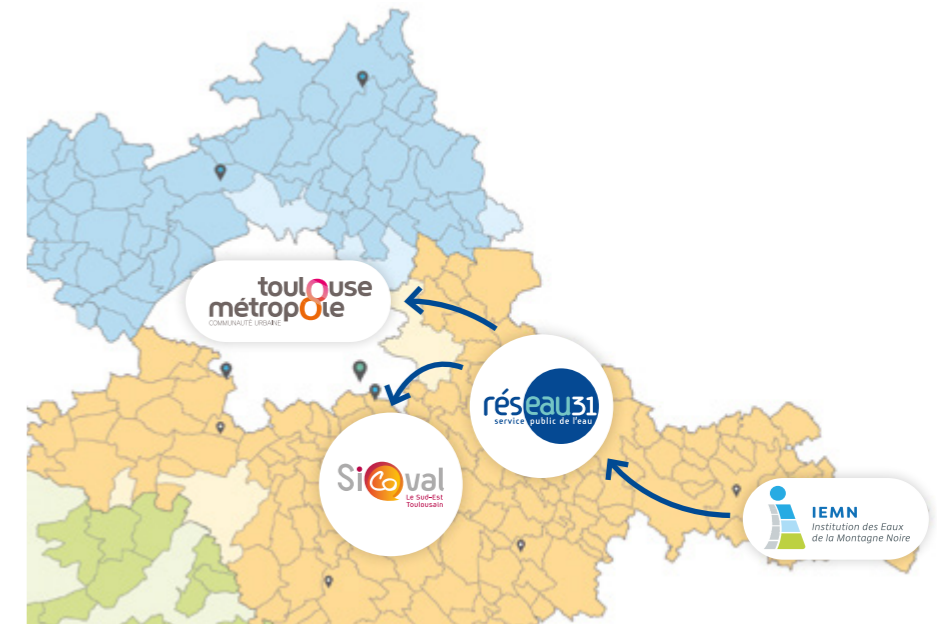 toulouse
métropole
COMMUNAUTÉ URBAINE
réseau31
service public de l'eau
Sicoval
Le Sud-Est
Toulousain
IEMN
Institution des Eaux
de la Montagne Noire